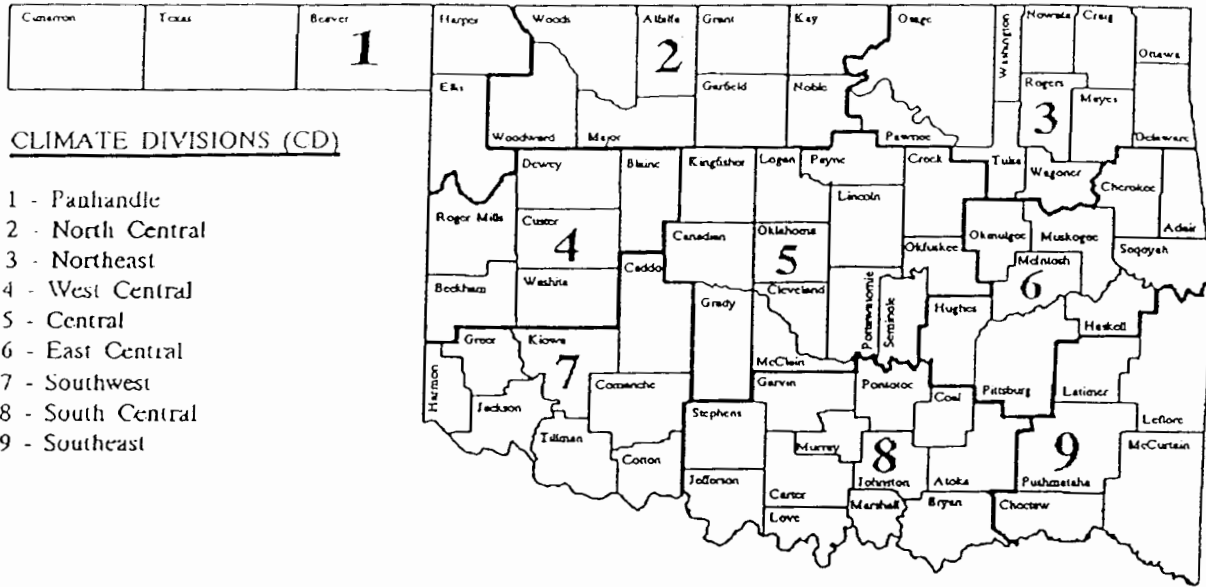 Cimarron
Texas
Beaver
1
Harper
Woods
Alfalfa
2
Grant
Kay
Osage
Washington
Nowata
Craig
Ottawa
Ellis
Woodward
Major
Garfield
Noble
Pawnee
Rogers
3
Mayes
Delaware
CLIMATE DIVISIONS (CD)
1 - Panhandle
2 - North Central
3 - Northeast
4 - West Central
5 - Central
6 - East Central
7 - Southwest
8 - South Central
9 - Southeast
Dewey
Blaine
Kingfisher
Logan
Payne
Creek
Tulsa
Wagoner
Cherokee
Adair
Roger Mills
Custer
4
Canadian
Oklahoma
5
Lincoln
Okfuskee
Okmulgee
Muskogee
McIntosh
6
Sequoyah
Beckham
Washita
Caddo
Grady
Cleveland
Pottawatomie
Seminole
Hughes
Haskell
Greer
Kiowa
7
McClain
Harmon
Jackson
Comanche
Garvin
Pontotoc
Coal
Pittsburg
Latimer
Leflore
Tillman
Cotton
Stephens
Murray
8
9
McCurtain
Jefferson
Carter
Johnston
Atoka
Pushmataha
Love
Marshall
Bryan
Choctaw